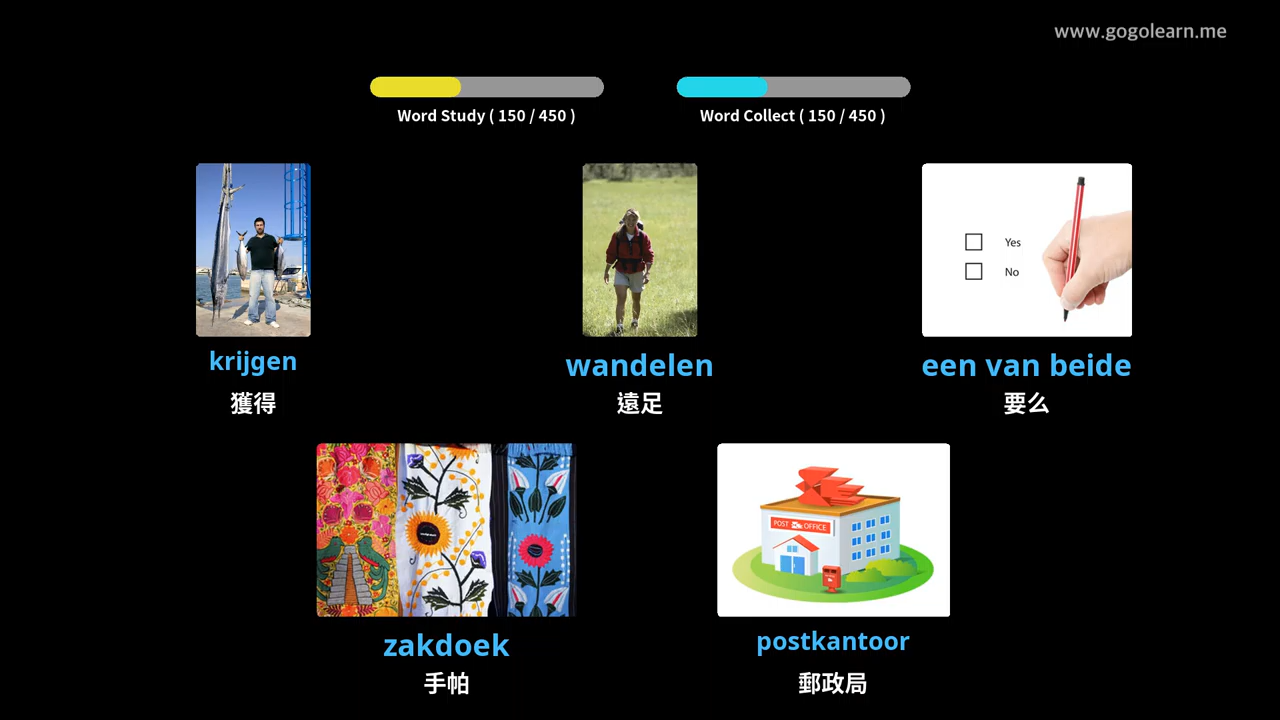 www.gogolearn.me
Word Study ( 150 / 450 )
Word Collect ( 150 / 450 )
Yes
No
krijgen
wandelen
een van beide
獲得
遠足
要么
POST OFFICE
zakdoek
postkantoor
手帕
郵政局